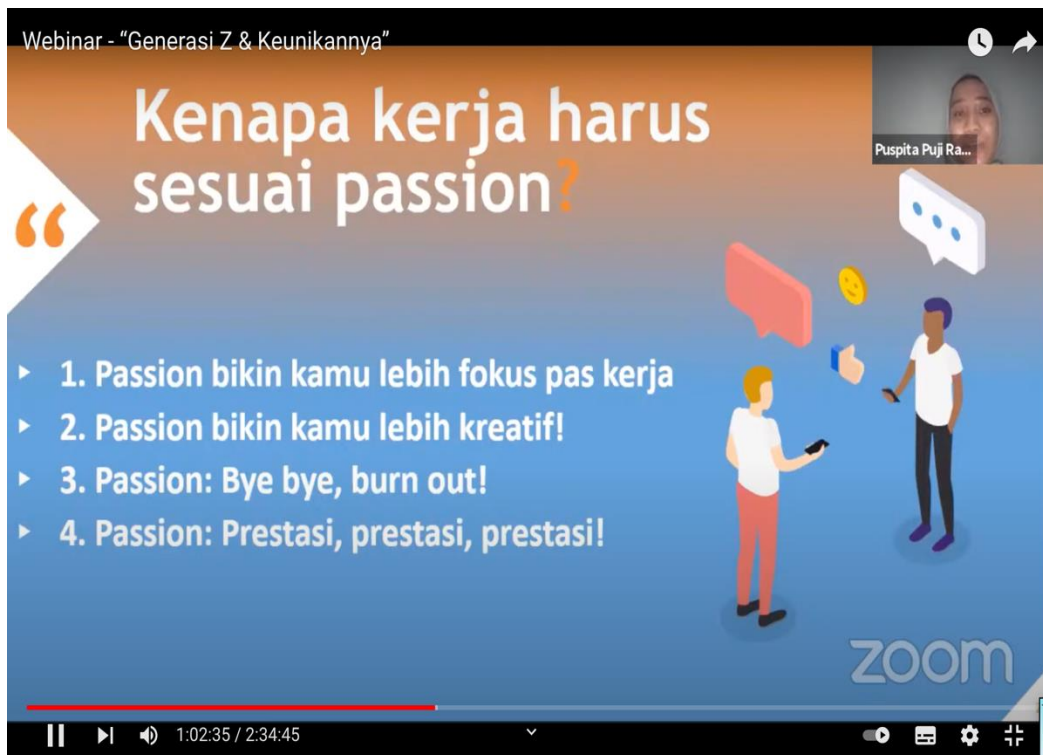 Webinar - “Generasi Z & Keunikannya”
Kenapa kerja harus
sesuai passion?
Puspita Puji Ra...
1. Passion bikin kamu lebih fokus pas kerja
2. Passion bikin kamu lebih kreatif!
3. Passion: Bye bye, burn out!
4. Passion: Prestasi, prestasi, prestasi!
zoom
1:02:35 / 2:34:45